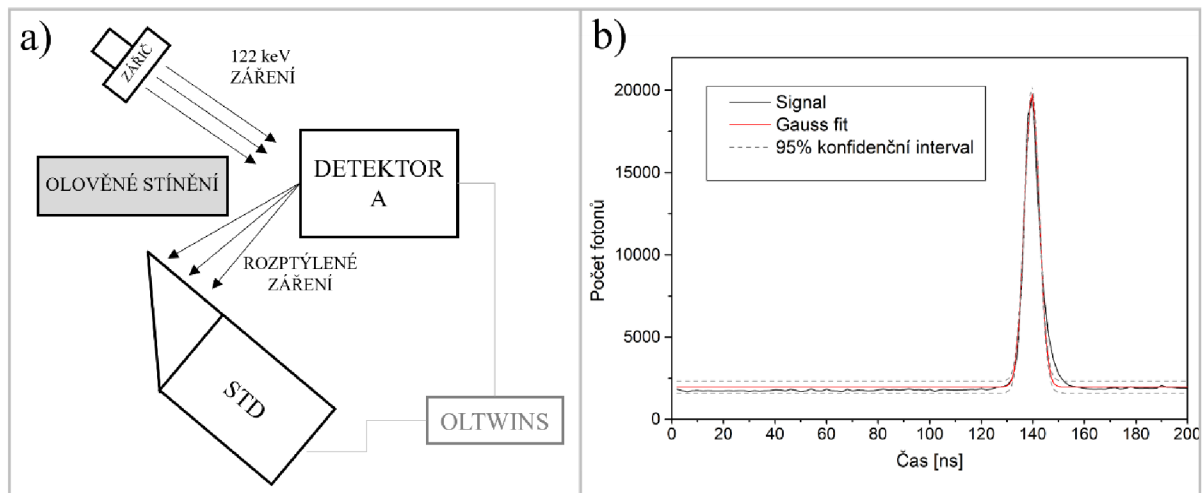 a)
ZÁŘIČ
122 keV
ZÁŘENÍ
OLOVĚNÉ STÍNĚNÍ
DETEKTOR
A
ROZPTÝLENÉ
ZÁŘENÍ
STD
OLTWINS
b)
Signal
Gauss fit
95% konfidenční interval
Počet fotonů
20000
15000
10000
5000
0
0 20 40 60 80 100 120 140 160 180 200
Čas [ns]